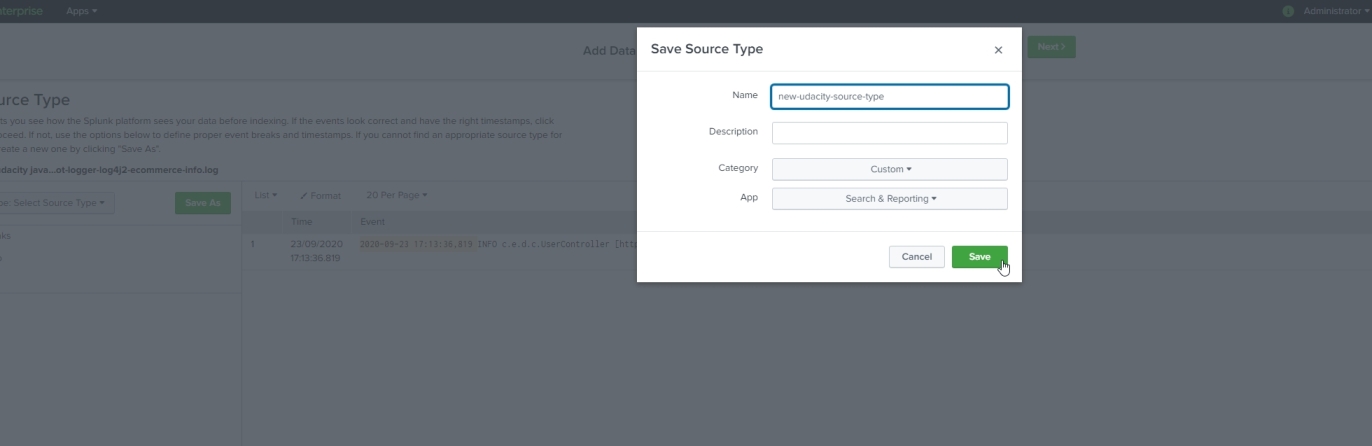 terprise Apps Administrator
Add Data Next >
Save Source Type ×
Name new-udacity-source-type
Description
Category Custom
App Search & Reporting
Cancel Save
urce Type
ts you see how the Splunk platform sees your data before indexing. If the events look correct and have the right timestamps, click
oceed. If not, use the options below to define proper event breaks and timestamps. If you cannot find an appropriate source type for
reate a new one by clicking "Save As".
dacity java...ot-logger-log4j2-ecommerce-info.log
pe: Select Source Type Save As
List Format 20 Per Page
aks
Time Event
1 23/09/2020 2020-09-23 17:13:36,819 INFO c.e.d.c.UserController [htt
17:13:36.819